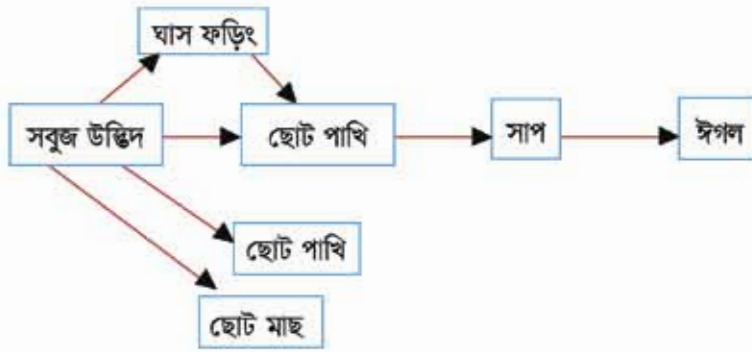 ঘাস ফড়িং
সবুজ উদ্ভিদ
ছোট পাখি
সাপ
ঈগল
ছোট পাখি
ছোট মাছ